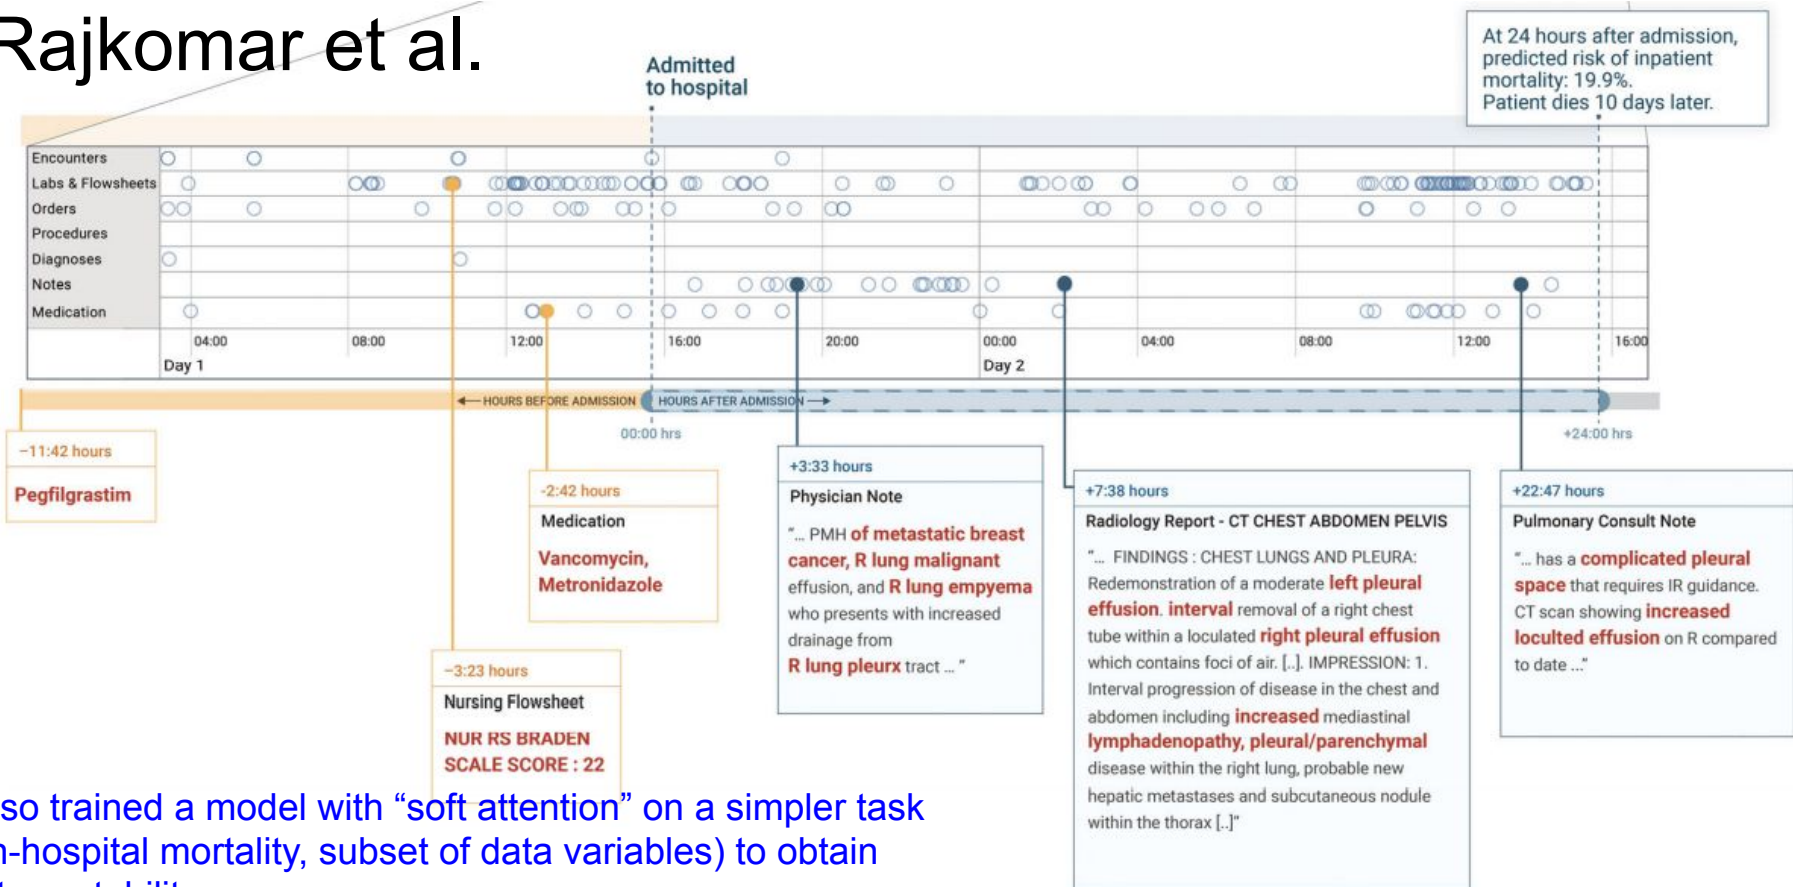 Rajkomar et al.
Admitted
to hospital
At 24 hours after admission,
predicted risk of inpatient
mortality: 19.9%.
Patient dies 10 days later.
Encounters
Labs & Flowsheets
Orders
Procedures
Diagnoses
Notes
Medication
04:00
08:00
12:00
16:00
20:00
00:00
04:00
08:00
12:00
16:00
Day 1
Day 2
HOURS BEFORE ADMISSION
HOURS AFTER ADMISSION
00:00 hrs
+24:00 hrs
−11:42 hours
Pegfilgrastim
-2:42 hours
Medication
Vancomycin,
Metronidazole
−3:23 hours
Nursing Flowsheet
NUR RS BRADEN
SCALE SCORE : 22
+3:33 hours
Physician Note
“... PMH of metastatic breast
cancer, R lung malignant
effusion, and R lung empyema
who presents with increased
drainage from
R lung pleurx tract ... ”
+7:38 hours
Radiology Report - CT CHEST ABDOMEN PELVIS
“... FINDINGS : CHEST LUNGS AND PLEURA:
Redemonstration of a moderate left pleural
effusion. interval removal of a right chest
tube within a loculated right pleural effusion
which contains foci of air. [..]. IMPRESSION: 1.
Interval progression of disease in the chest and
abdomen including increased mediastinal
lymphadenopathy, pleural/parenchymal
disease within the right lung, probable new
hepatic metastases and subcutaneous nodule
within the thorax [..]”
+22:47 hours
Pulmonary Consult Note
“... has a complicated pleural
space that requires IR guidance.
CT scan showing increased
loculted effusion on R compared
to date ...”
so trained a model with “soft attention” on a simpler task
n-hospital mortality, subset of data variables) to obtain